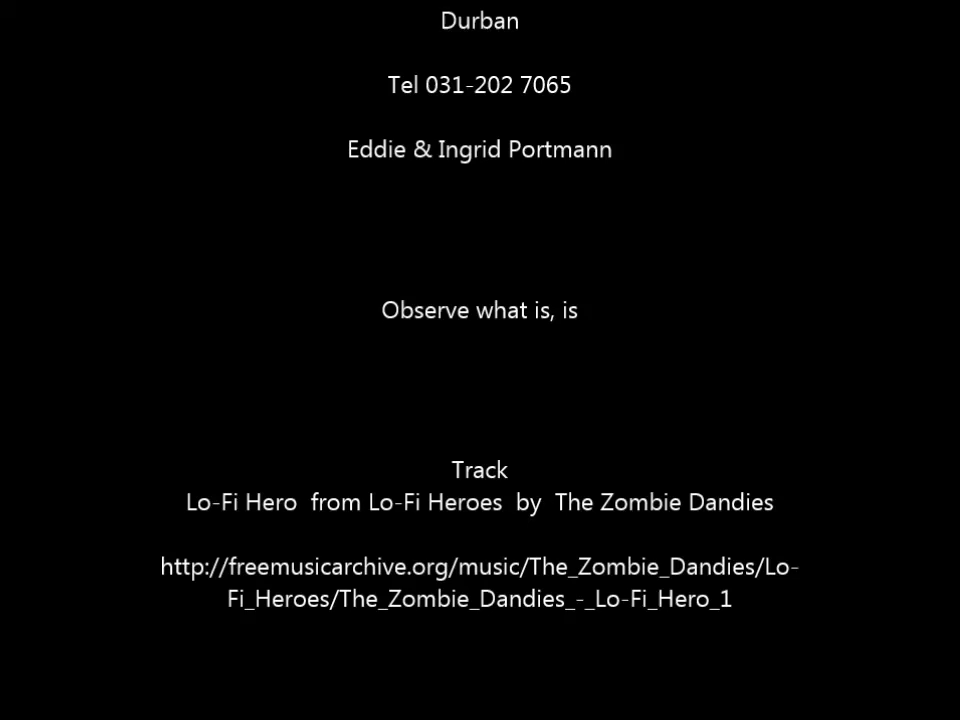 Durban
Tel 031-202 7065
Eddie & Ingrid Portmann
Observe what is, is
Track
Lo-Fi Hero  from Lo-Fi Heroes  by  The Zombie Dandies
http://freemusicarchive.org/music/The_Zombie_Dandies/Lo-
Fi_Heroes/The_Zombie_Dandies_-_Lo-Fi_Hero_1